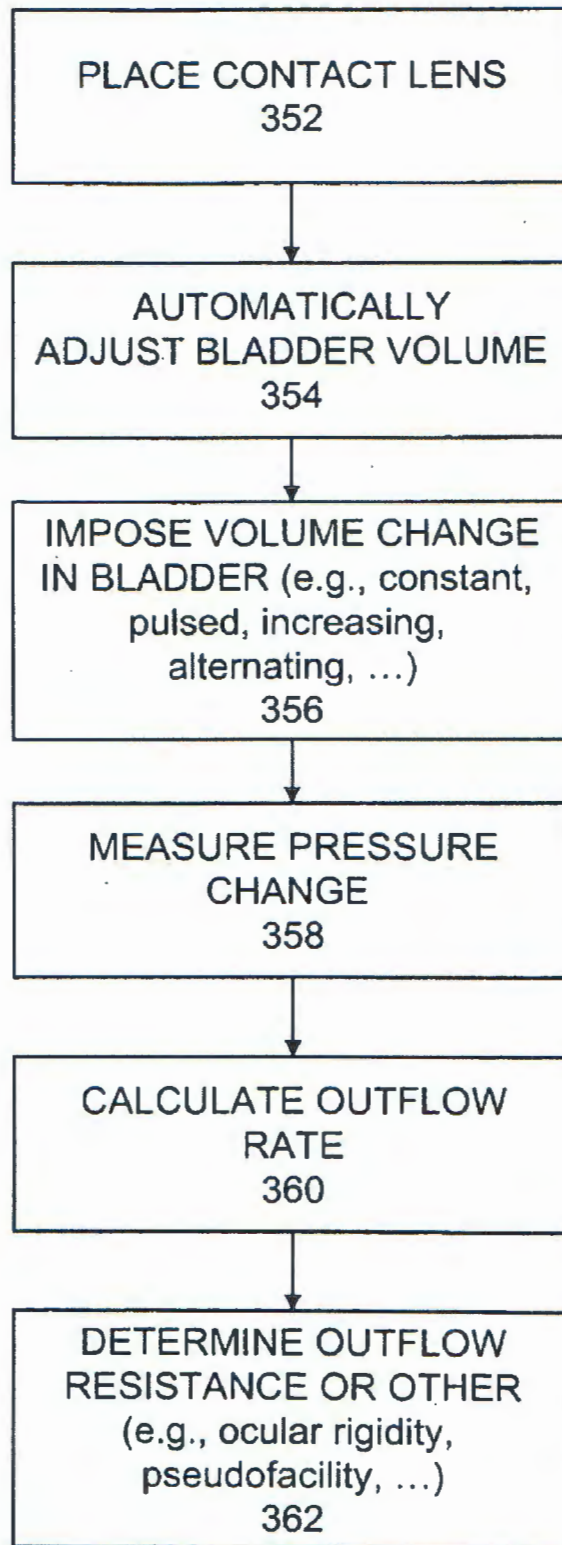 PLACE CONTACT LENS
352
AUTOMATICALLY
ADJUST BLADDER VOLUME
354
IMPOSE VOLUME CHANGE
IN BLADDER (e.g., constant,
pulsed, increasing,
alternating, ...)
356
MEASURE PRESSURE
CHANGE
358
CALCULATE OUTFLOW
RATE
360
DETERMINE OUTFLOW
RESISTANCE OR OTHER
(e.g., ocular rigidity,
pseudofacility, ...)
362